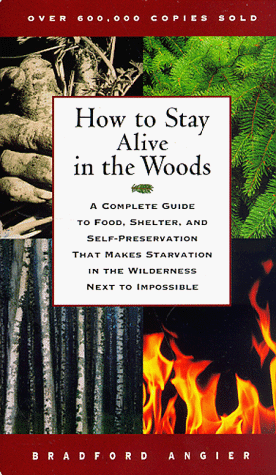 OVER 600,000 COPIES SOLD
How to Stay
Alive
in the Woods
A COMPLETE GUIDE
TO FOOD, SHELTER, AND
SELF-PRESERVATION
THAT MAKES STARVATION
IN THE WILDERNESS
NEXT TO IMPOSSIBLE
BRADFORD ANGIER